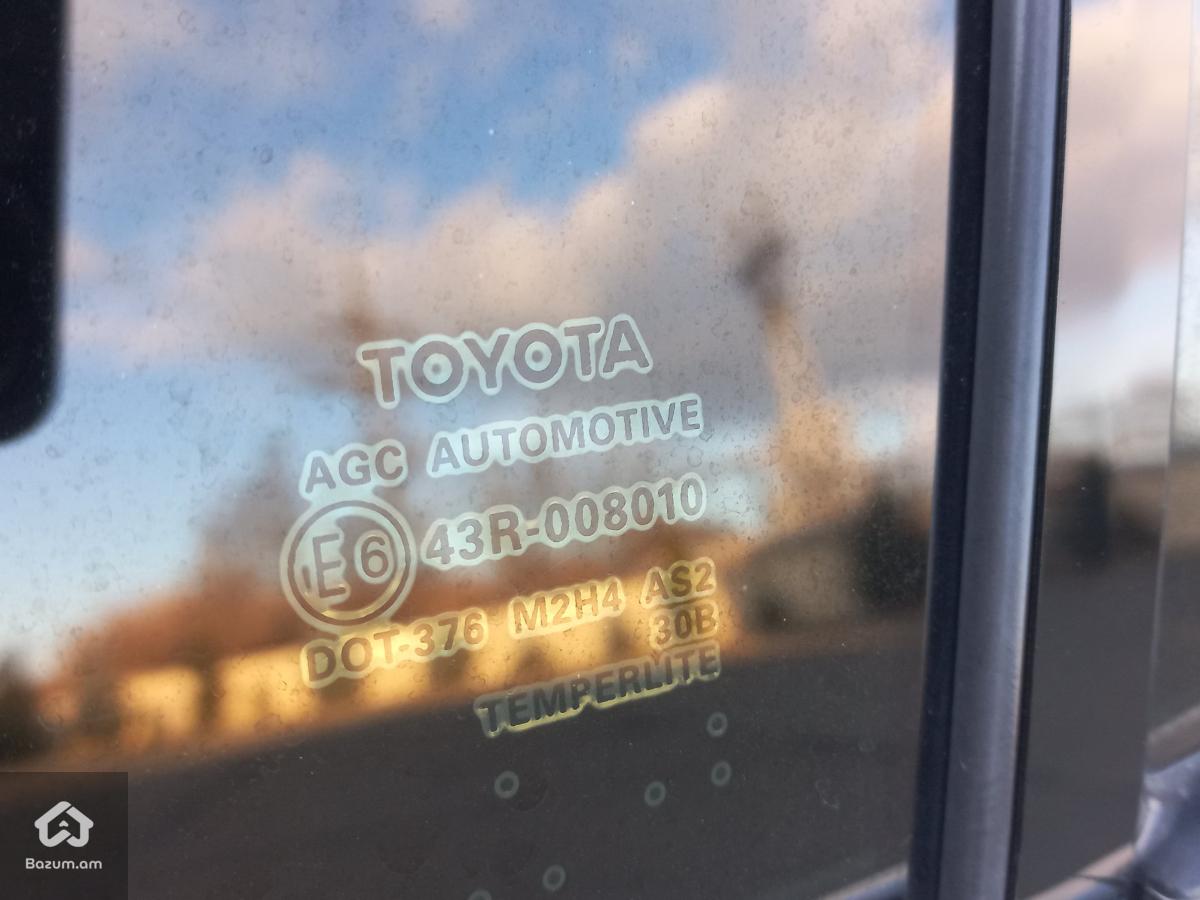 TOYOTA
AGC AUTOMOTIVE
E6 43R-008010
DOT-376 M2H4 AS2
30B
TEMPERLITE
Bazum.am